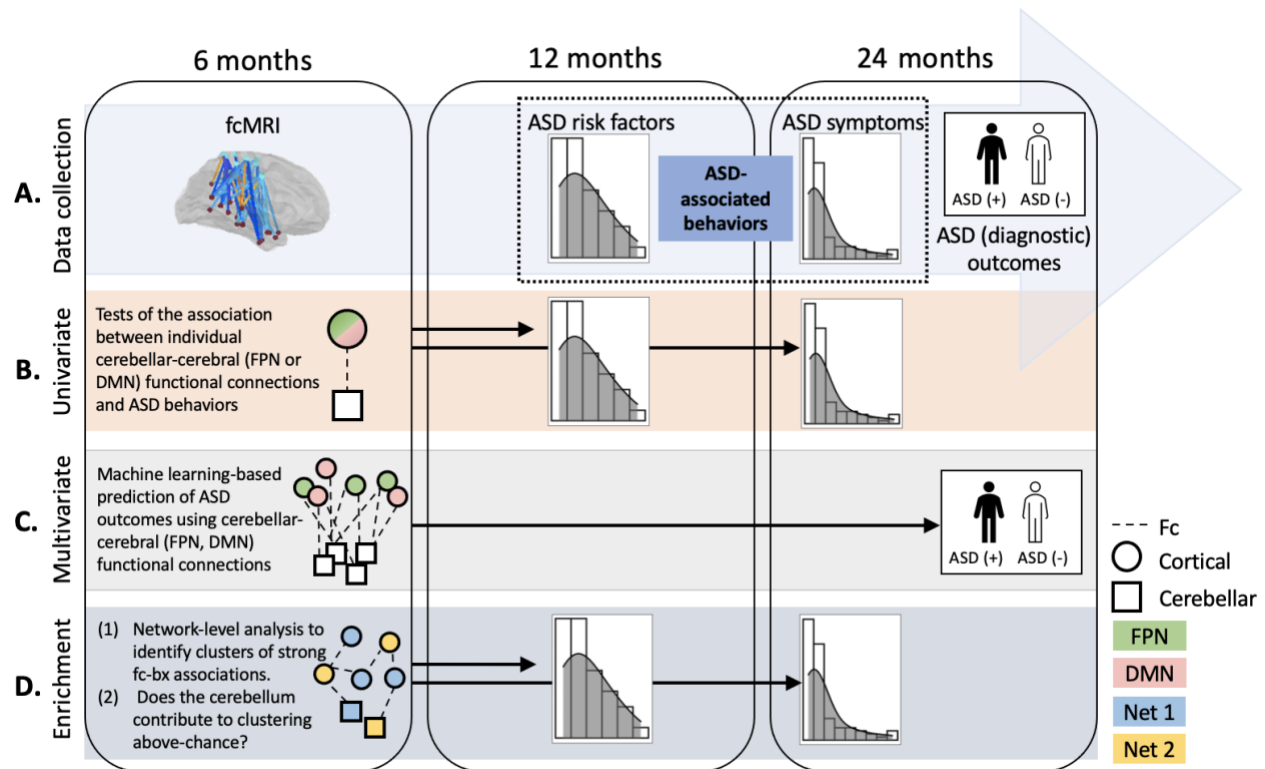 6 months
12 months
24 months
A.
Data collection
fcMRI
ASD risk factors
ASD-
associated
behaviors
ASD symptoms
ASD (+) ASD (-)
ASD (diagnostic)
outcomes
B.
Univariate
Tests of the association
between individual
cerebellar-cerebral (FPN or
DMN) functional connections
and ASD behaviors
C.
Multivariate
Machine learning-based
prediction of ASD
outcomes using cerebellar-
cerebral (FPN, DMN)
functional connections
ASD (+) ASD (-)
D.
Enrichment
(1) Network-level analysis to
identify clusters of strong
fc-bx associations.
(2) Does the cerebellum
contribute to clustering
above-chance?
Fc
Cortical
Cerebellar
FPN
DMN
Net 1
Net 2